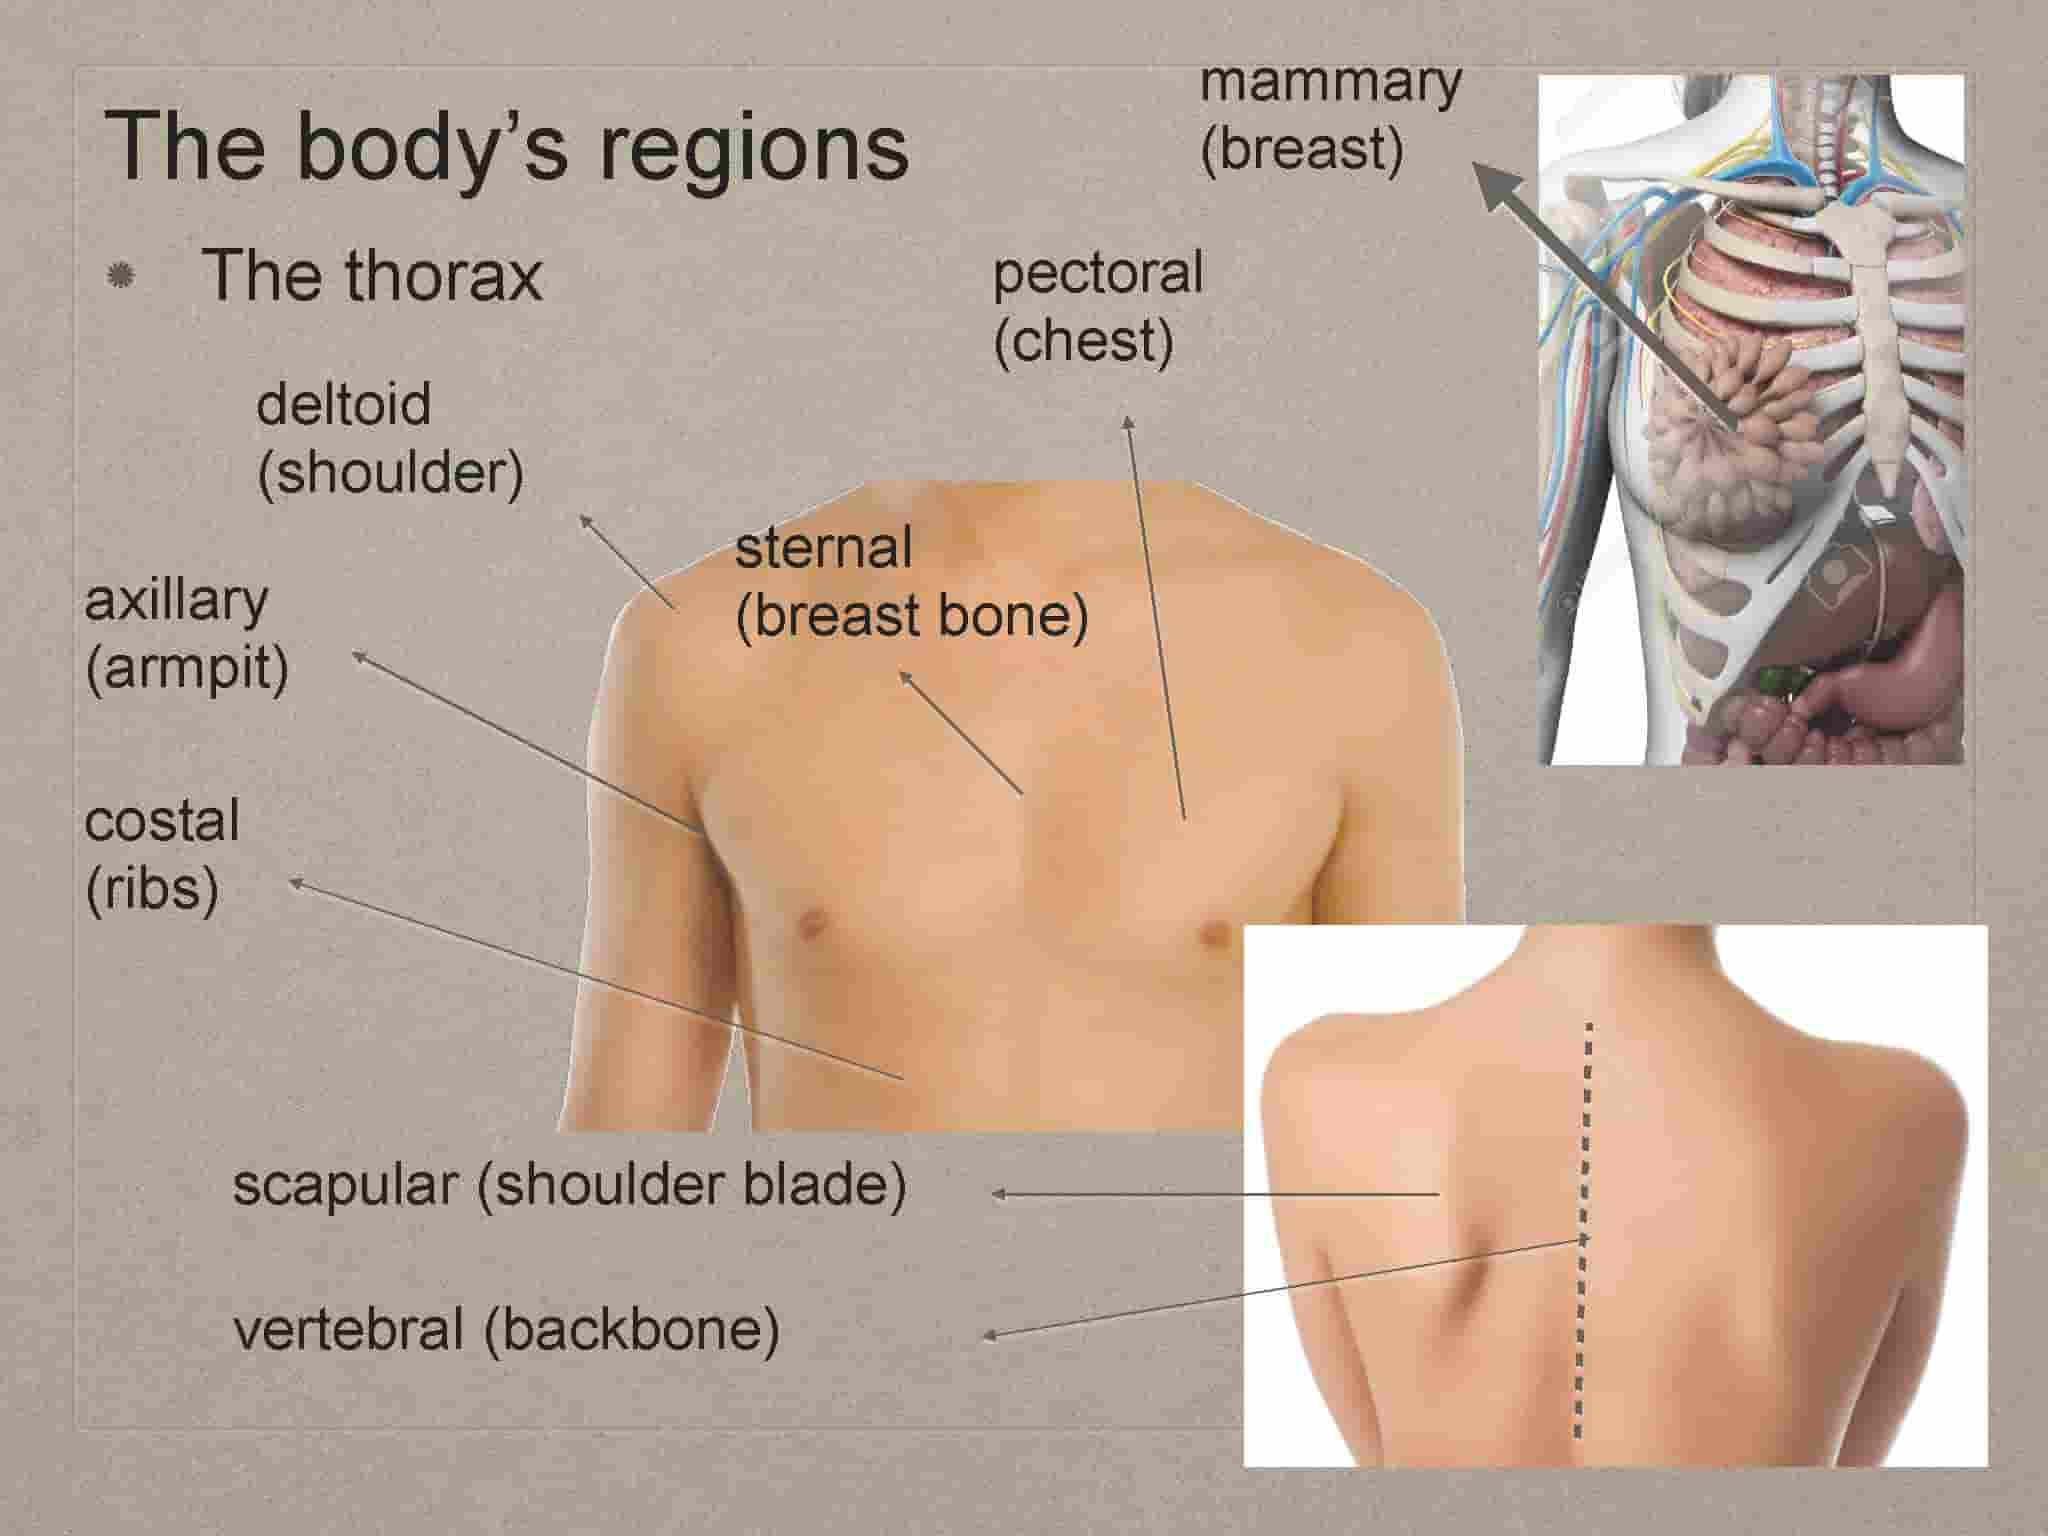 The body's regions
The thorax
mammary
(breast)
pectoral
(chest)
deltoid
(shoulder)
sternal
(breast bone)
axillary
(armpit)
costal
(ribs)
scapular (shoulder blade)
vertebral (backbone)